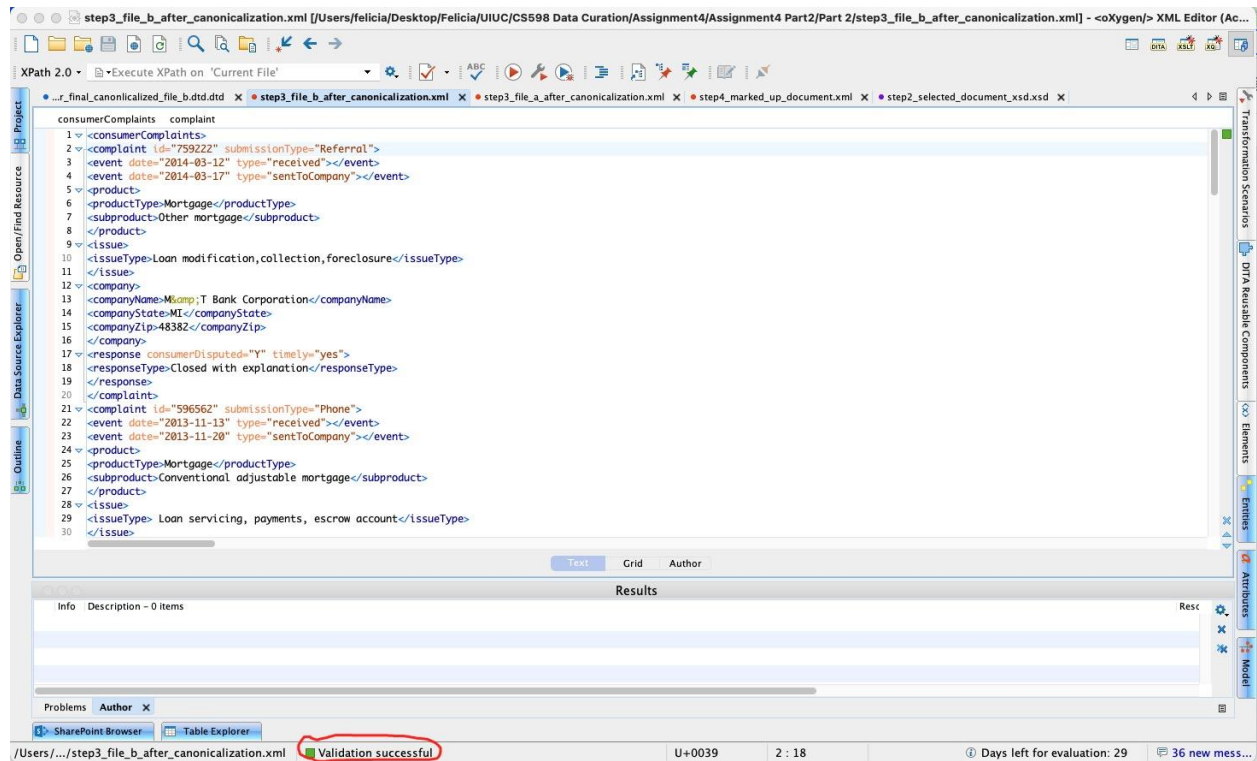 step3_file_b_after_canonicalization.xml [/Users/felicia/Desktop/Felicia/UIUC/CS598 Data Curation/Assignment4/Assignment4 Part2/Part 2/step3_file_b_after_canonicalization.xml] - <oXygen/> XML Editor (Ac...
DITA XSLT XQ
XPath 2.0 Execute XPath on 'Current File' ABC
...r_final_canonlicalized_file_b.dtd.dtd × step3_file_b_after_canonicalization.xml × step3_file_a_after_canonicalization.xml × step4_marked_up_document.xml × step2_selected_document_xsd.xsd ×
consumerComplaints complaint
1 <consumerComplaints>
2 <complaint id="759222" submissionType="Referral">
3 <event date="2014-03-12" type="received"></event>
4 <event date="2014-03-17" type="sentToCompany"></event>
5 <product>
6 <productType>Mortgage</productType>
7 <subproduct>Other mortgage</subproduct>
8 </product>
9 <issue>
10 <issueType>Loan modification,collection,foreclosure</issueType>
11 </issue>
12 <company>
13 <companyName>M&amp;T Bank Corporation</companyName>
14 <companyState>MI</companyState>
15 <companyZip>48382</companyZip>
16 </company>
17 <response consumerDisputed="Y" timely="yes">
18 <responseType>Closed with explanation</responseType>
19 </response>
20 </complaint>
21 <complaint id="596562" submissionType="Phone">
22 <event date="2013-11-13" type="received"></event>
23 <event date="2013-11-20" type="sentToCompany"></event>
24 <product>
25 <productType>Mortgage</productType>
26 <subproduct>Conventional adjustable mortgage</subproduct>
27 </product>
28 <issue>
29 <issueType> Loan servicing, payments, escrow account</issueType>
30 </issue>
Project
Open/Find Resource
Data Source Explorer
Outline
Transformation Scenarios
DITA Reusable Components
Elements
Entities
Attributes
Model
Text Grid Author
Results
Info Description - 0 items Resc
Problems Author ×
SharePoint Browser Table Explorer
/Users/.../step3_file_b_after_canonicalization.xml Validation successful U+0039 2 : 18 Days left for evaluation: 29 36 new mess...